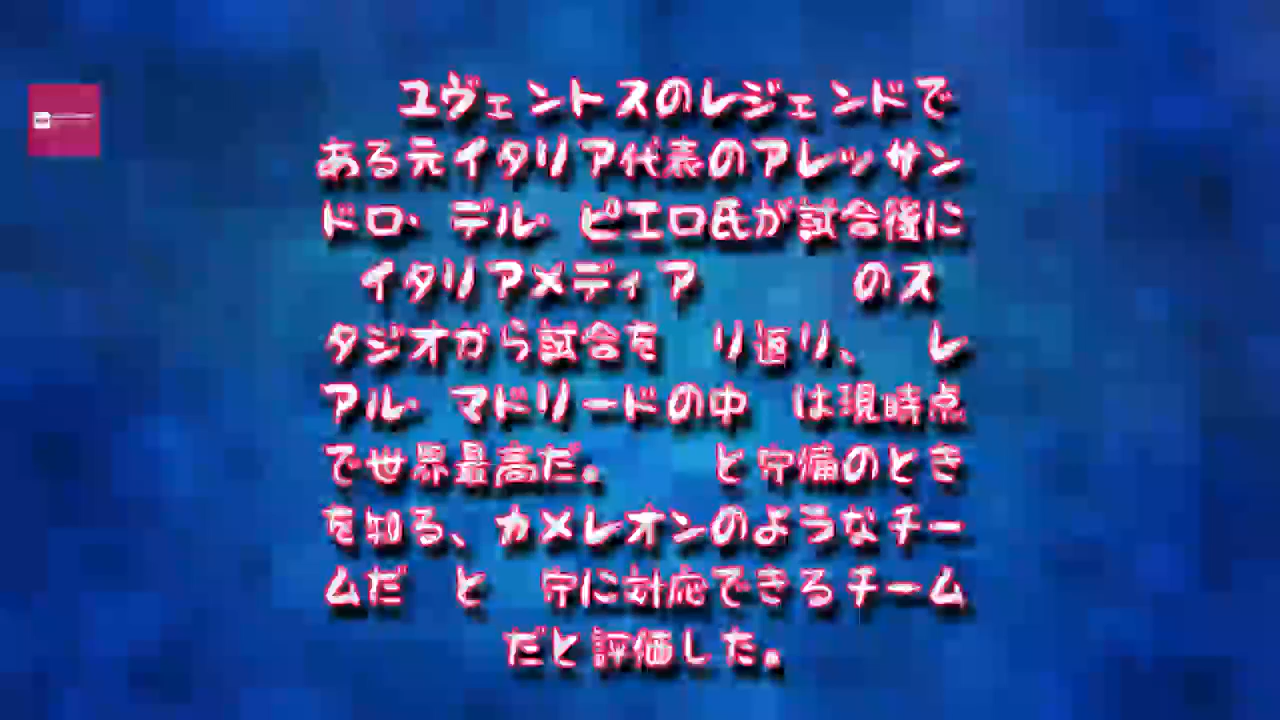 ユヴェントスのレジェンドで
ある元イタリア代表のアレッサン
ドロ・デル・ピエロ氏が試合後に
イタリアメディア のス
タジオから試合を り返り、 レ
アル・マドリードの中 は現時点
で世界最高だ。 と守備のとき
を知る、カメレオンのようなチー
ムだ と 守に対応できるチーム
だと評価した。